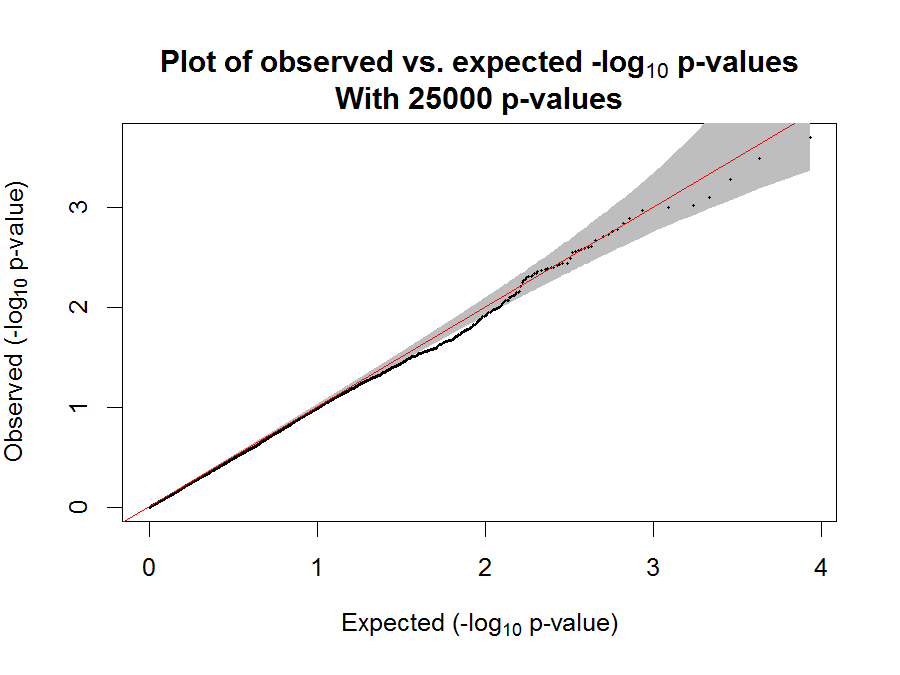 Plot of observed vs. expected -log10 p-values
With 25000 p-values
Observed (-log10 p-value)
3
2
1
0
0 1 2 3 4
Expected (-log10 p-value)